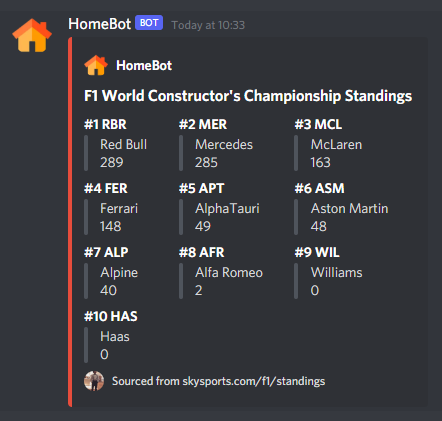 HomeBot BOT Today at 10:33
HomeBot
F1 World Constructor's Championship Standings
#1 RBR #2 MER #3 MCL
Red Bull Mercedes McLaren
289 285 163
#4 FER #5 APT #6 ASM
Ferrari AlphaTauri Aston Martin
148 49 48
#7 ALP #8 AFR #9 WIL
Alpine Alfa Romeo Williams
40 2 0
#10 HAS
Haas
0
Sourced from skysports.com/f1/standings